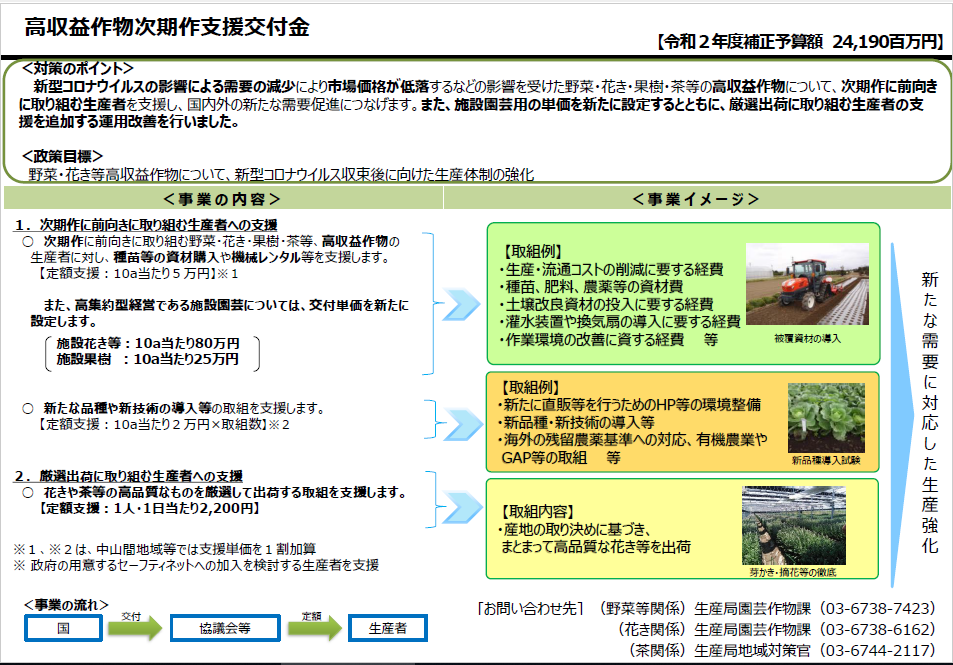 高収益作物次期作支援交付金
【令和２年度補正予算額 24,190百万円】
＜対策のポイント＞
新型コロナウイルスの影響による需要の減少により市場価格が低落するなどの影響を受けた野菜・花き・果樹・茶等の高収益作物について、次期作に前向き
に取り組む生産者を支援し、国内外の新たな需要促進につなげます。また、施設園芸用の単価を新たに設定するとともに、厳選出荷に取り組む生産者の支
援を追加する運用改善を行いました。
＜政策目標＞
野菜・花き等高収益作物について、新型コロナウイルス収束後に向けた生産体制の強化
＜事業の内容＞
１．次期作に前向きに取り組む生産者への支援
○ 次期作に前向きに取り組む野菜・花き・果樹・茶等、高収益作物の
生産者に対し、種苗等の資材購入や機械レンタル等を支援します。
【定額支援：10a当たり５万円】※１
また、高集約型経営である施設園芸については、交付単価を新たに
設定します。
施設花き等：10a当たり80万円
施設果樹 ：10a当たり25万円
○ 新たな品種や新技術の導入等の取組を支援します。
【定額支援：10a当たり２万円×取組数】※２
２．厳選出荷に取り組む生産者への支援
○ 花きや茶等の高品質なものを厳選して出荷する取組を支援します。
【定額支援：1人・1日当たり2,200円】
※１、※２は、中山間地域等では支援単価を１割加算
※ 政府の用意するセーフティネットへの加入を検討する生産者を支援
＜事業の流れ＞
国
交付
協議会等
定額
生産者
＜事業イメージ＞
【取組例】
・生産・流通コストの削減に要する経費
・種苗、肥料、農薬等の資材費
・土壌改良資材の投入に要する経費
・灌水装置や換気扇の導入に要する経費
・作業環境の改善に資する経費 等
被覆資材の導入
【取組例】
・新たに直販等を行うためのHP等の環境整備
・新品種・新技術の導入等
・海外の残留農薬基準への対応、有機農業や
GAP等の取組 等
新品種導入試験
【取組内容】
・産地の取り決めに基づき、
まとまって高品質な花き等を出荷
芽かき・摘花等の徹底
新たな需要に対応した生産強化
［お問い合わせ先］ （野菜等関係）生産局園芸作物課（03-6738-7423）
（花き関係）生産局園芸作物課（03-6738-6162）
（茶関係）生産局地域対策官（03-6744-2117）